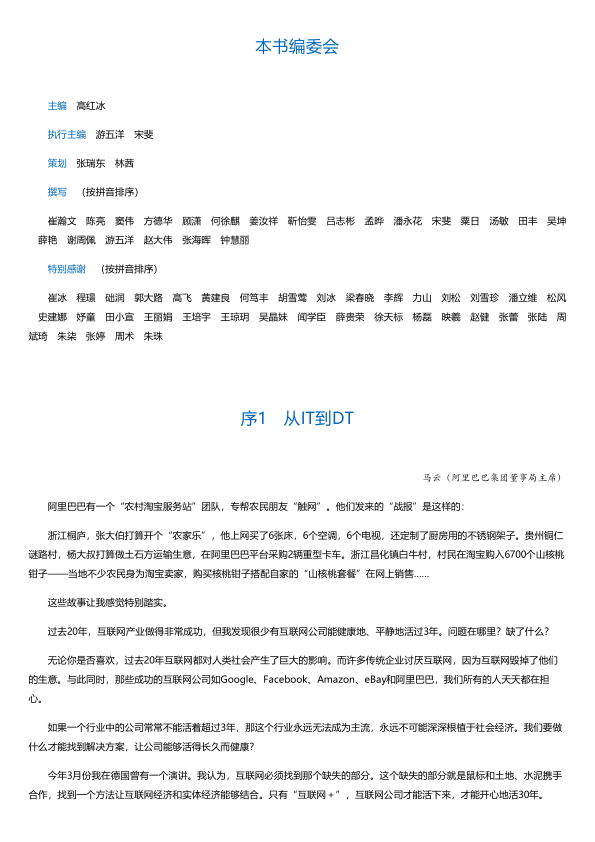 本书编委会
主编 高红冰
执行主编 游五洋 宋斐
策划 张瑞东 林茜
撰写 （按拼音排序）
崔瀚文 陈亮 窦伟 方德华 顾潇 何徐麒 姜汝祥 靳怡雯 吕志彬 孟晔 潘永花 宋斐 粟日 汤敏 田丰 吴坤
薛艳 谢周佩 游五洋 赵大伟 张海晖 钟慧丽
特别感谢 （按拼音排序）
崔冰 程璟 础润 郭大路 高飞 黄建良 何笃丰 胡雪莺 刘冰 梁春晓 李辉 力山 刘松 刘雪珍 潘立维 松风
史建娜 妤童 田小宣 王丽娟 王培宇 王琼玥 吴晶妹 闻学臣 薛贵荣 徐天标 杨磊 映羲 赵健 张蕾 张陆 周
斌琦 朱柒 张婷 周术 朱珠
序1 从IT到DT
马云（阿里巴巴集团董事局主席）
阿里巴巴有一个“农村淘宝服务站”团队，专帮农民朋友“触网”。他们发来的“战报”是这样的：
浙江桐庐，张大伯打算开个“农家乐”，他上网买了6张床，6个空调，6个电视，还定制了厨房用的不锈钢架子。贵州铜仁
谜路村，杨大叔打算做土石方运输生意，在阿里巴巴平台采购2辆重型卡车。浙江昌化镇白牛村，村民在淘宝购入6700个山核桃
钳子——当地不少农民身为淘宝卖家，购买核桃钳子搭配自家的“山核桃套餐”在网上销售……
这些故事让我感觉特别踏实。
过去20年，互联网产业做得非常成功，但我发现很少有互联网公司能健康地、平静地活过3年。问题在哪里？缺了什么？
无论你是否喜欢，过去20年互联网都对人类社会产生了巨大的影响。而许多传统企业讨厌互联网，因为互联网毁掉了他们
的生意。与此同时，那些成功的互联网公司如Google、Facebook、Amazon、eBay和阿里巴巴，我们所有的人天天都在担
心。
如果一个行业中的公司常常不能活着超过3年，那这个行业永远无法成为主流，永远不可能深深根植于社会经济。我们要做
什么才能找到解决方案，让公司能够活得长久而健康？
今年3月份我在德国曾有一个演讲。我认为，互联网必须找到那个缺失的部分。这个缺失的部分就是鼠标和土地、水泥携手
合作，找到一个方法让互联网经济和实体经济能够结合。只有“互联网＋”，互联网公司才能活下来，才能开心地活30年。